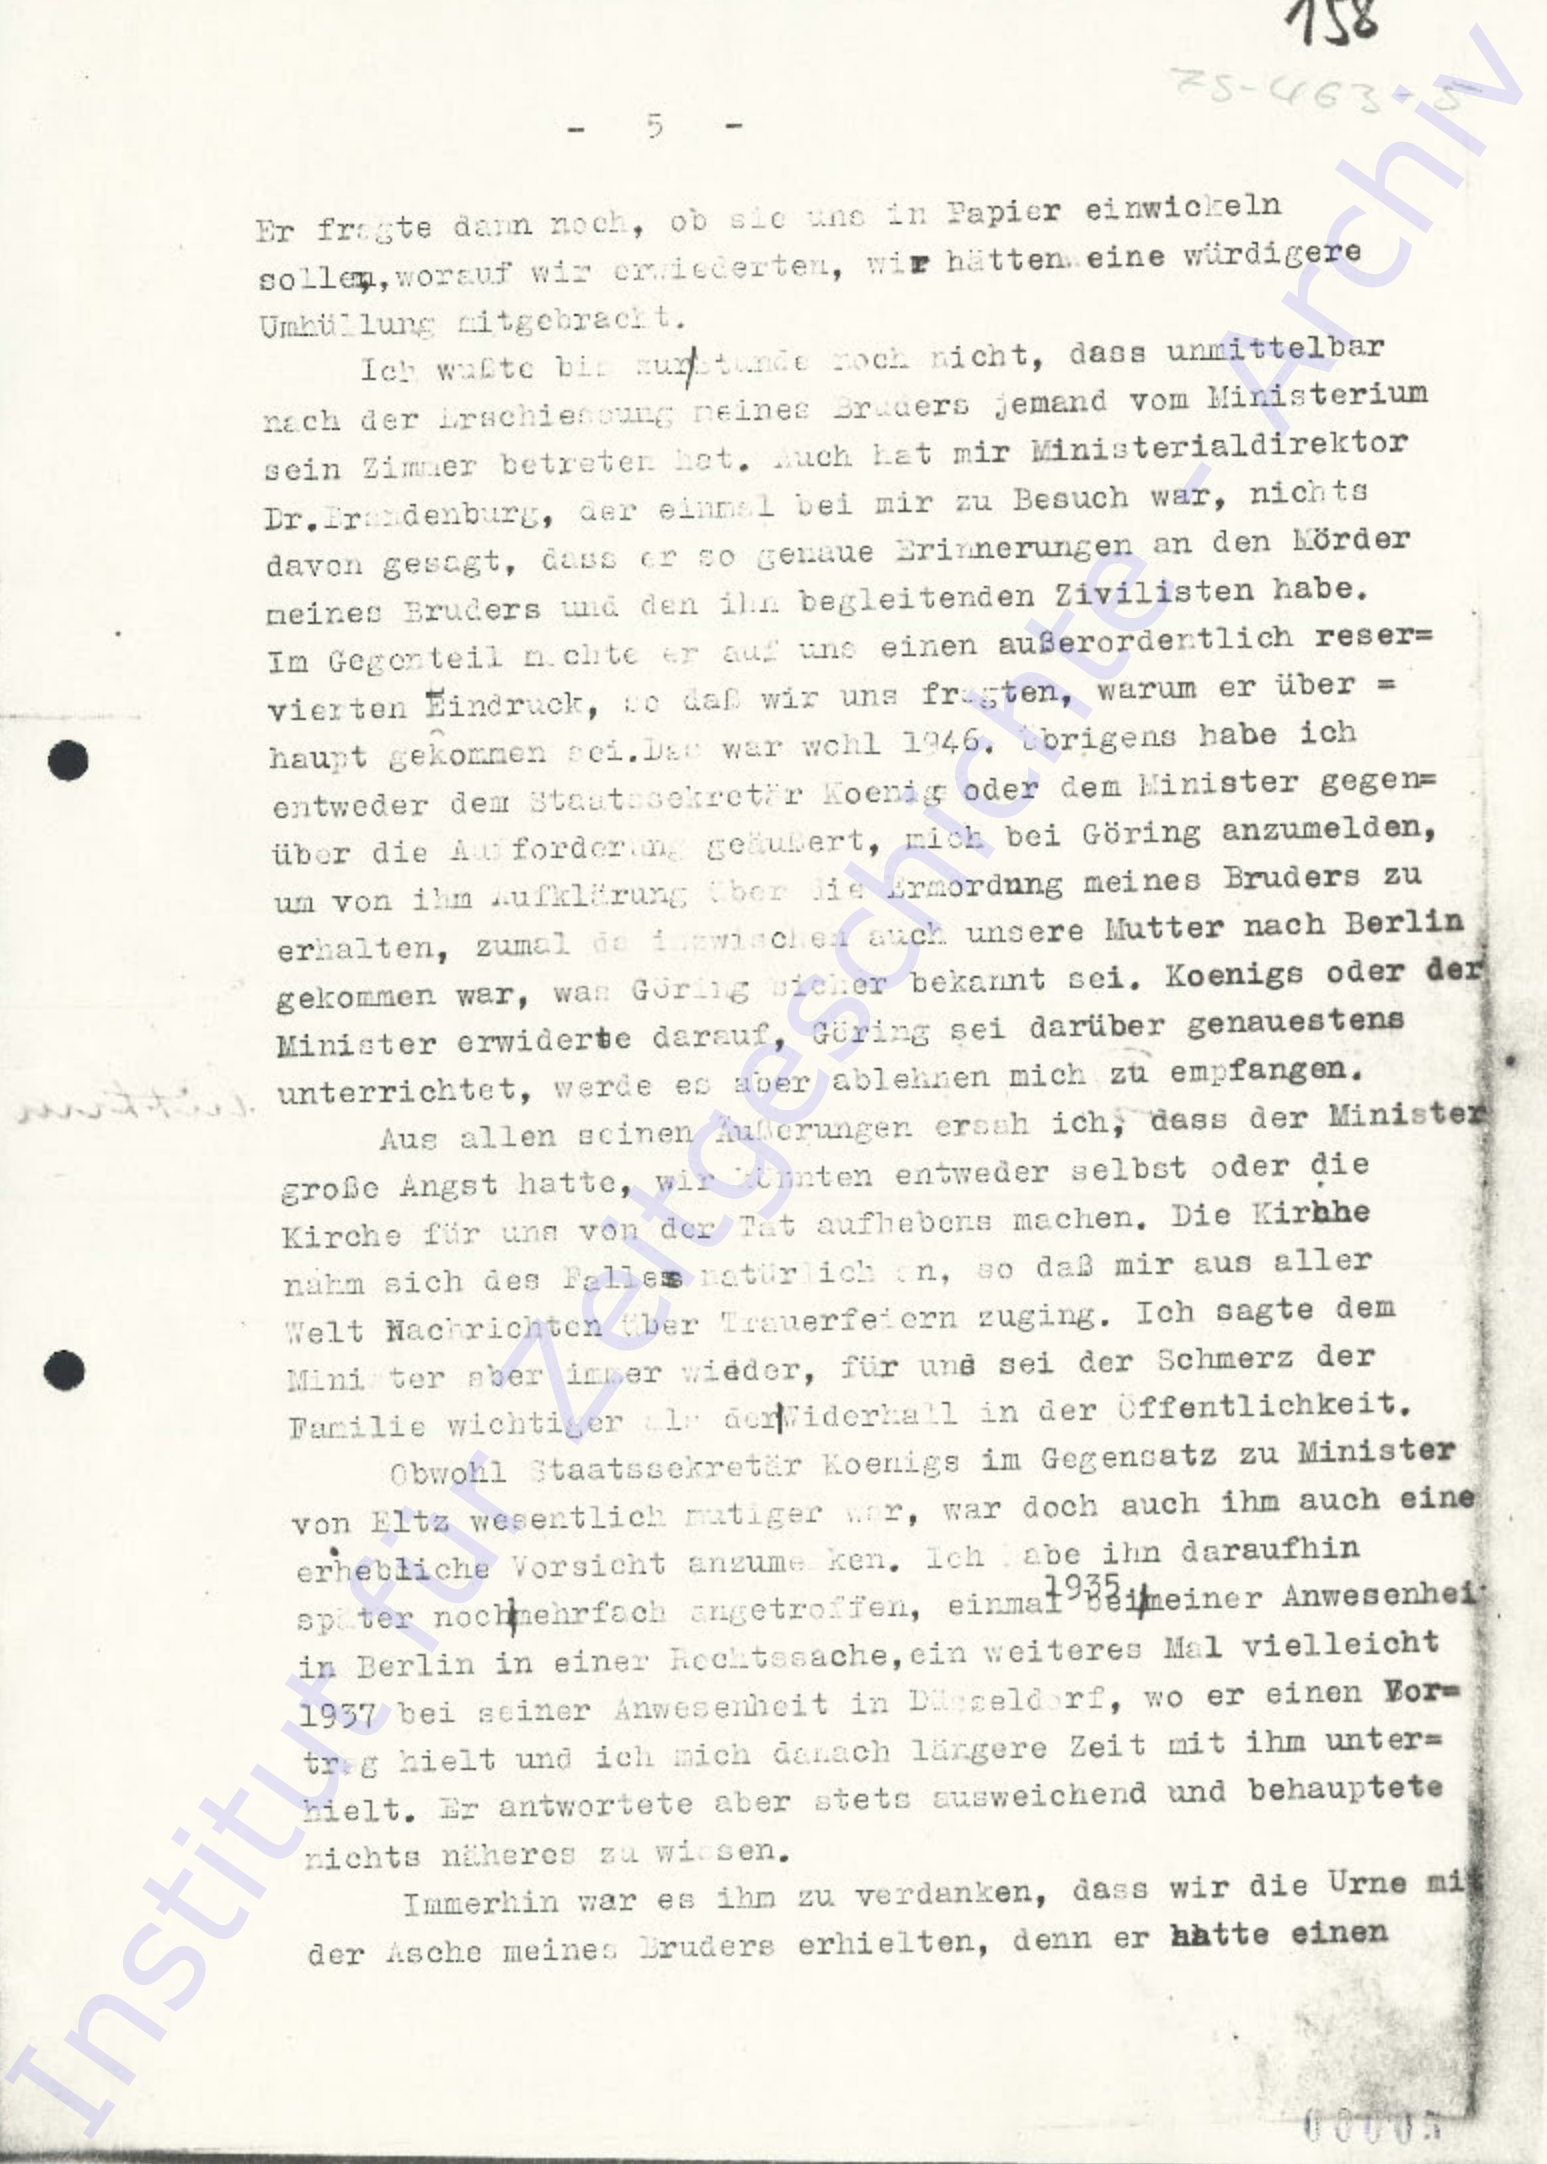 158
ZS-463-5
- 5 -
Er fragte dann noch, ob sie uns in Papier einwickeln
sollen, worauf wir erwiederten, wir hätten eine würdigere
Umhüllung mitgebracht.
Ich wußte bis zur Stunde noch nicht, dass unmittelbar
nach der Erschiessung meines Bruders jemand vom Ministerium
sein Zimmer betreten hat. Auch hat mir Ministerialdirektor
Dr.Brandenburg, der einmal bei mir zu Besuch war, nichts
davon gesagt, dass er so genaue Erinnerungen an den Mörder
meines Bruders und den ihn begleitenden Zivilisten habe.
Im Gegenteil machte er auf uns einen außerordentlich reser=
vierten Eindruck, so daß wir uns fragten, warum er über =
haupt gekommen sei.Das war wohl 1946. Übrigens habe ich
entweder dem Staatssekretär Koenigs oder dem Minister gegen=
über die Aufforderung geäußert, mich bei Göring anzumelden,
um von ihm Aufklärung über die Ermordung meines Bruders zu
erhalten, zumal da inzwischen auch unsere Mutter nach Berlin
gekommen war, was Göring sicher bekannt sei. Koenigs oder der
Minister erwiderte darauf, Göring sei darüber genauestens
unterrichtet, werde es aber ablehnen mich zu empfangen.
Aus allen seinen Äußerungen ersah ich, dass der Minister
große Angst hatte, wir könnten entweder selbst oder die
Kirche für uns von der Tat aufhebens machen. Die Kirhhe
nahm sich des Falles natürlich an, so daß mir aus aller
Welt Nachrichten über Trauerfeiern zuging. Ich sagte dem
Minister aber immer wieder, für uns sei der Schmerz der
Familie wichtiger als der Widerhall in der Öffentlichkeit.
Obwohl Staatssekretär Koenigs im Gegensatz zu Minister
von Eltz wesentlich mutiger war, war doch auch ihm auch eine
erhebliche Vorsicht anzumerken. Ich habe ihn daraufhin
später noch mehrfach angetroffen, einmal 1935 bei meiner Anwesenheit
in Berlin in einer Rechtssache, ein weiteres Mal vielleicht
1937 bei seiner Anwesenheit in Düsseldorf, wo er einen Vor=
trag hielt und ich mich danach längere Zeit mit ihm unter=
hielt. Er antwortete aber stets ausweichend und behauptete
nichts näheres zu wissen.
Immerhin war es ihm zu verdanken, dass wir die Urne mit
der Asche meines Bruders erhielten, denn er hatte einen
00005
Institut für Zeitgeschichte - Archiv